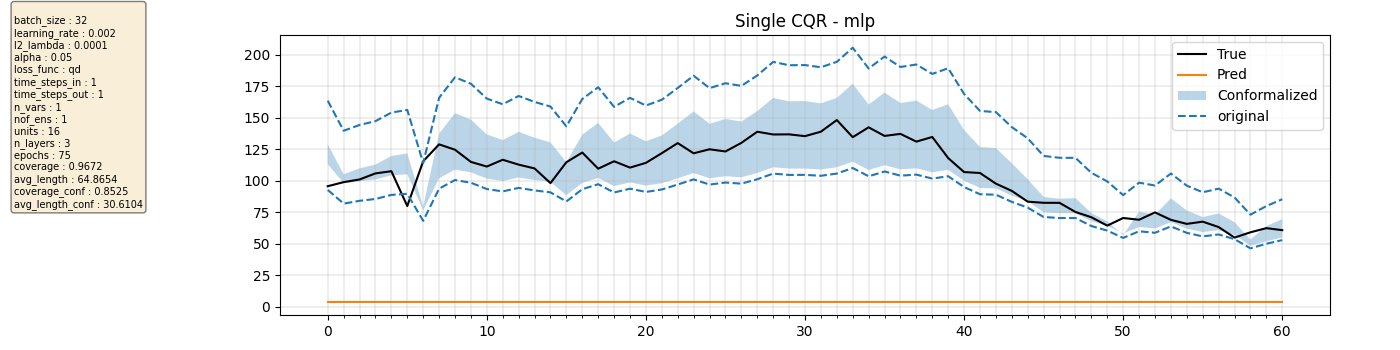 batch_size : 32
learning_rate : 0.002
l2_lambda : 0.0001
alpha : 0.05
loss_func : qd
time_steps_in : 1
time_steps_out : 1
n_vars : 1
nof_ens : 1
units : 16
n_layers : 3
epochs : 75
coverage : 0.9672
avg_length : 64.8654
coverage_conf : 0.8525
avg_length_conf : 30.6104
Single CQR - mlp
200
175
150
125
100
75
50
25
0
True
Pred
Conformalized
original
0 10 20 30 40 50 60